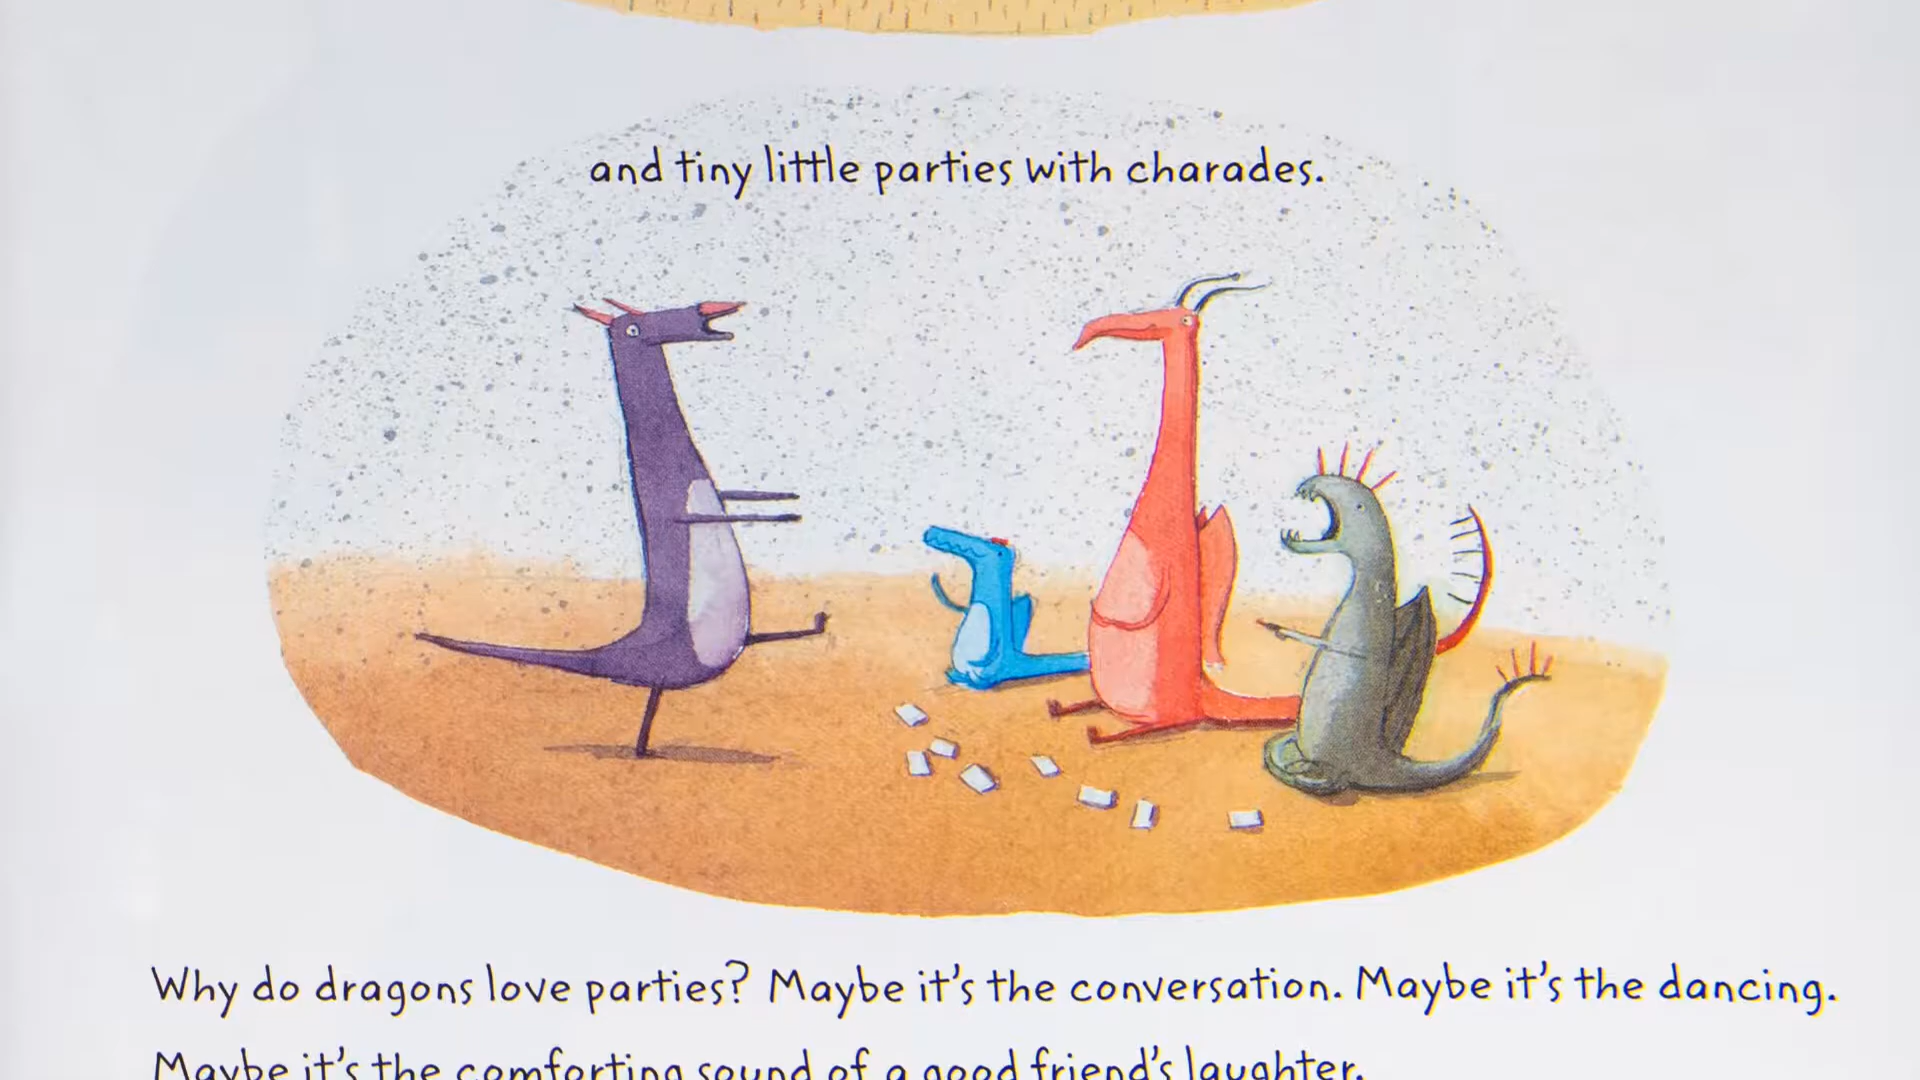 and tiny little parties with charades.
Why do dragons love parties? Maybe it's the conversation. Maybe it's the dancing.
Maybe it's the comforting sound of a good friend's laughter.